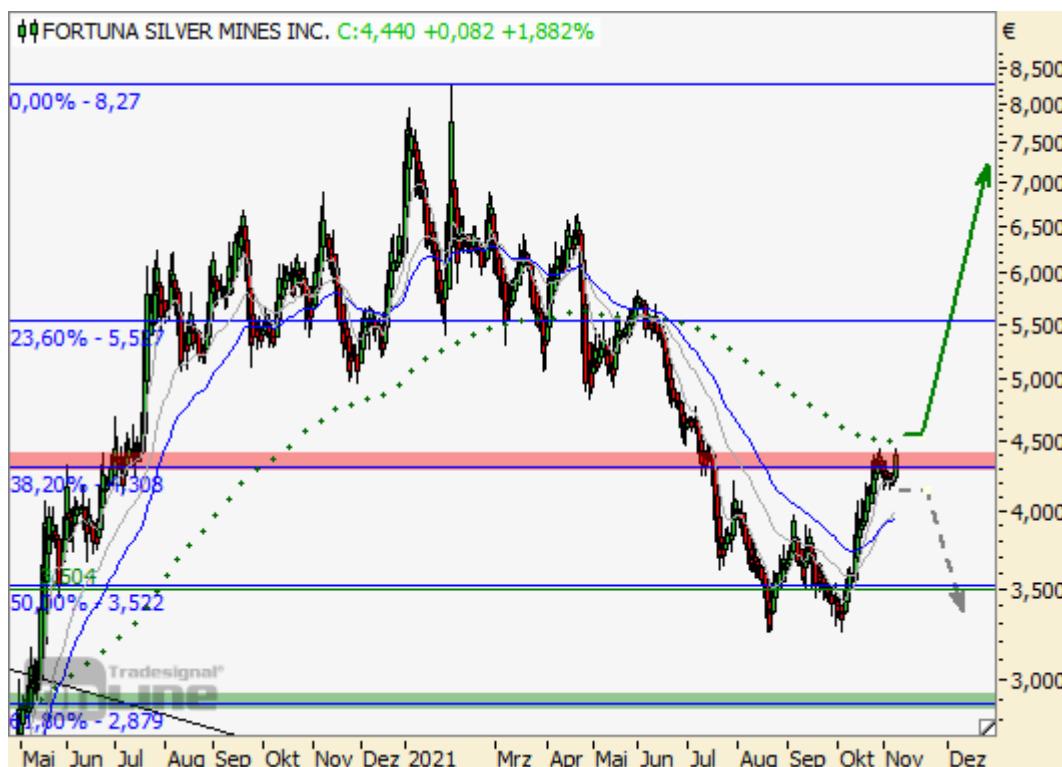 FORTUNA SILVER MINES INC. C:4,440 +0,082 +1,882%
€
8,500
0,00% - 8,27
8,000
7,500
7,000
6,500
6,000
5,500
23,60% - 5,527
5,000
4,500
38,20% - 4,308
4,000
3,504
3,500
50,00% - 3,522
Tradesignal®
3,000
61,80% - 2,879
Mai Jun Jul Aug Sep Okt Nov Dez 2021 Mrz Apr Mai Jun Jul Aug Sep Okt Nov Dez